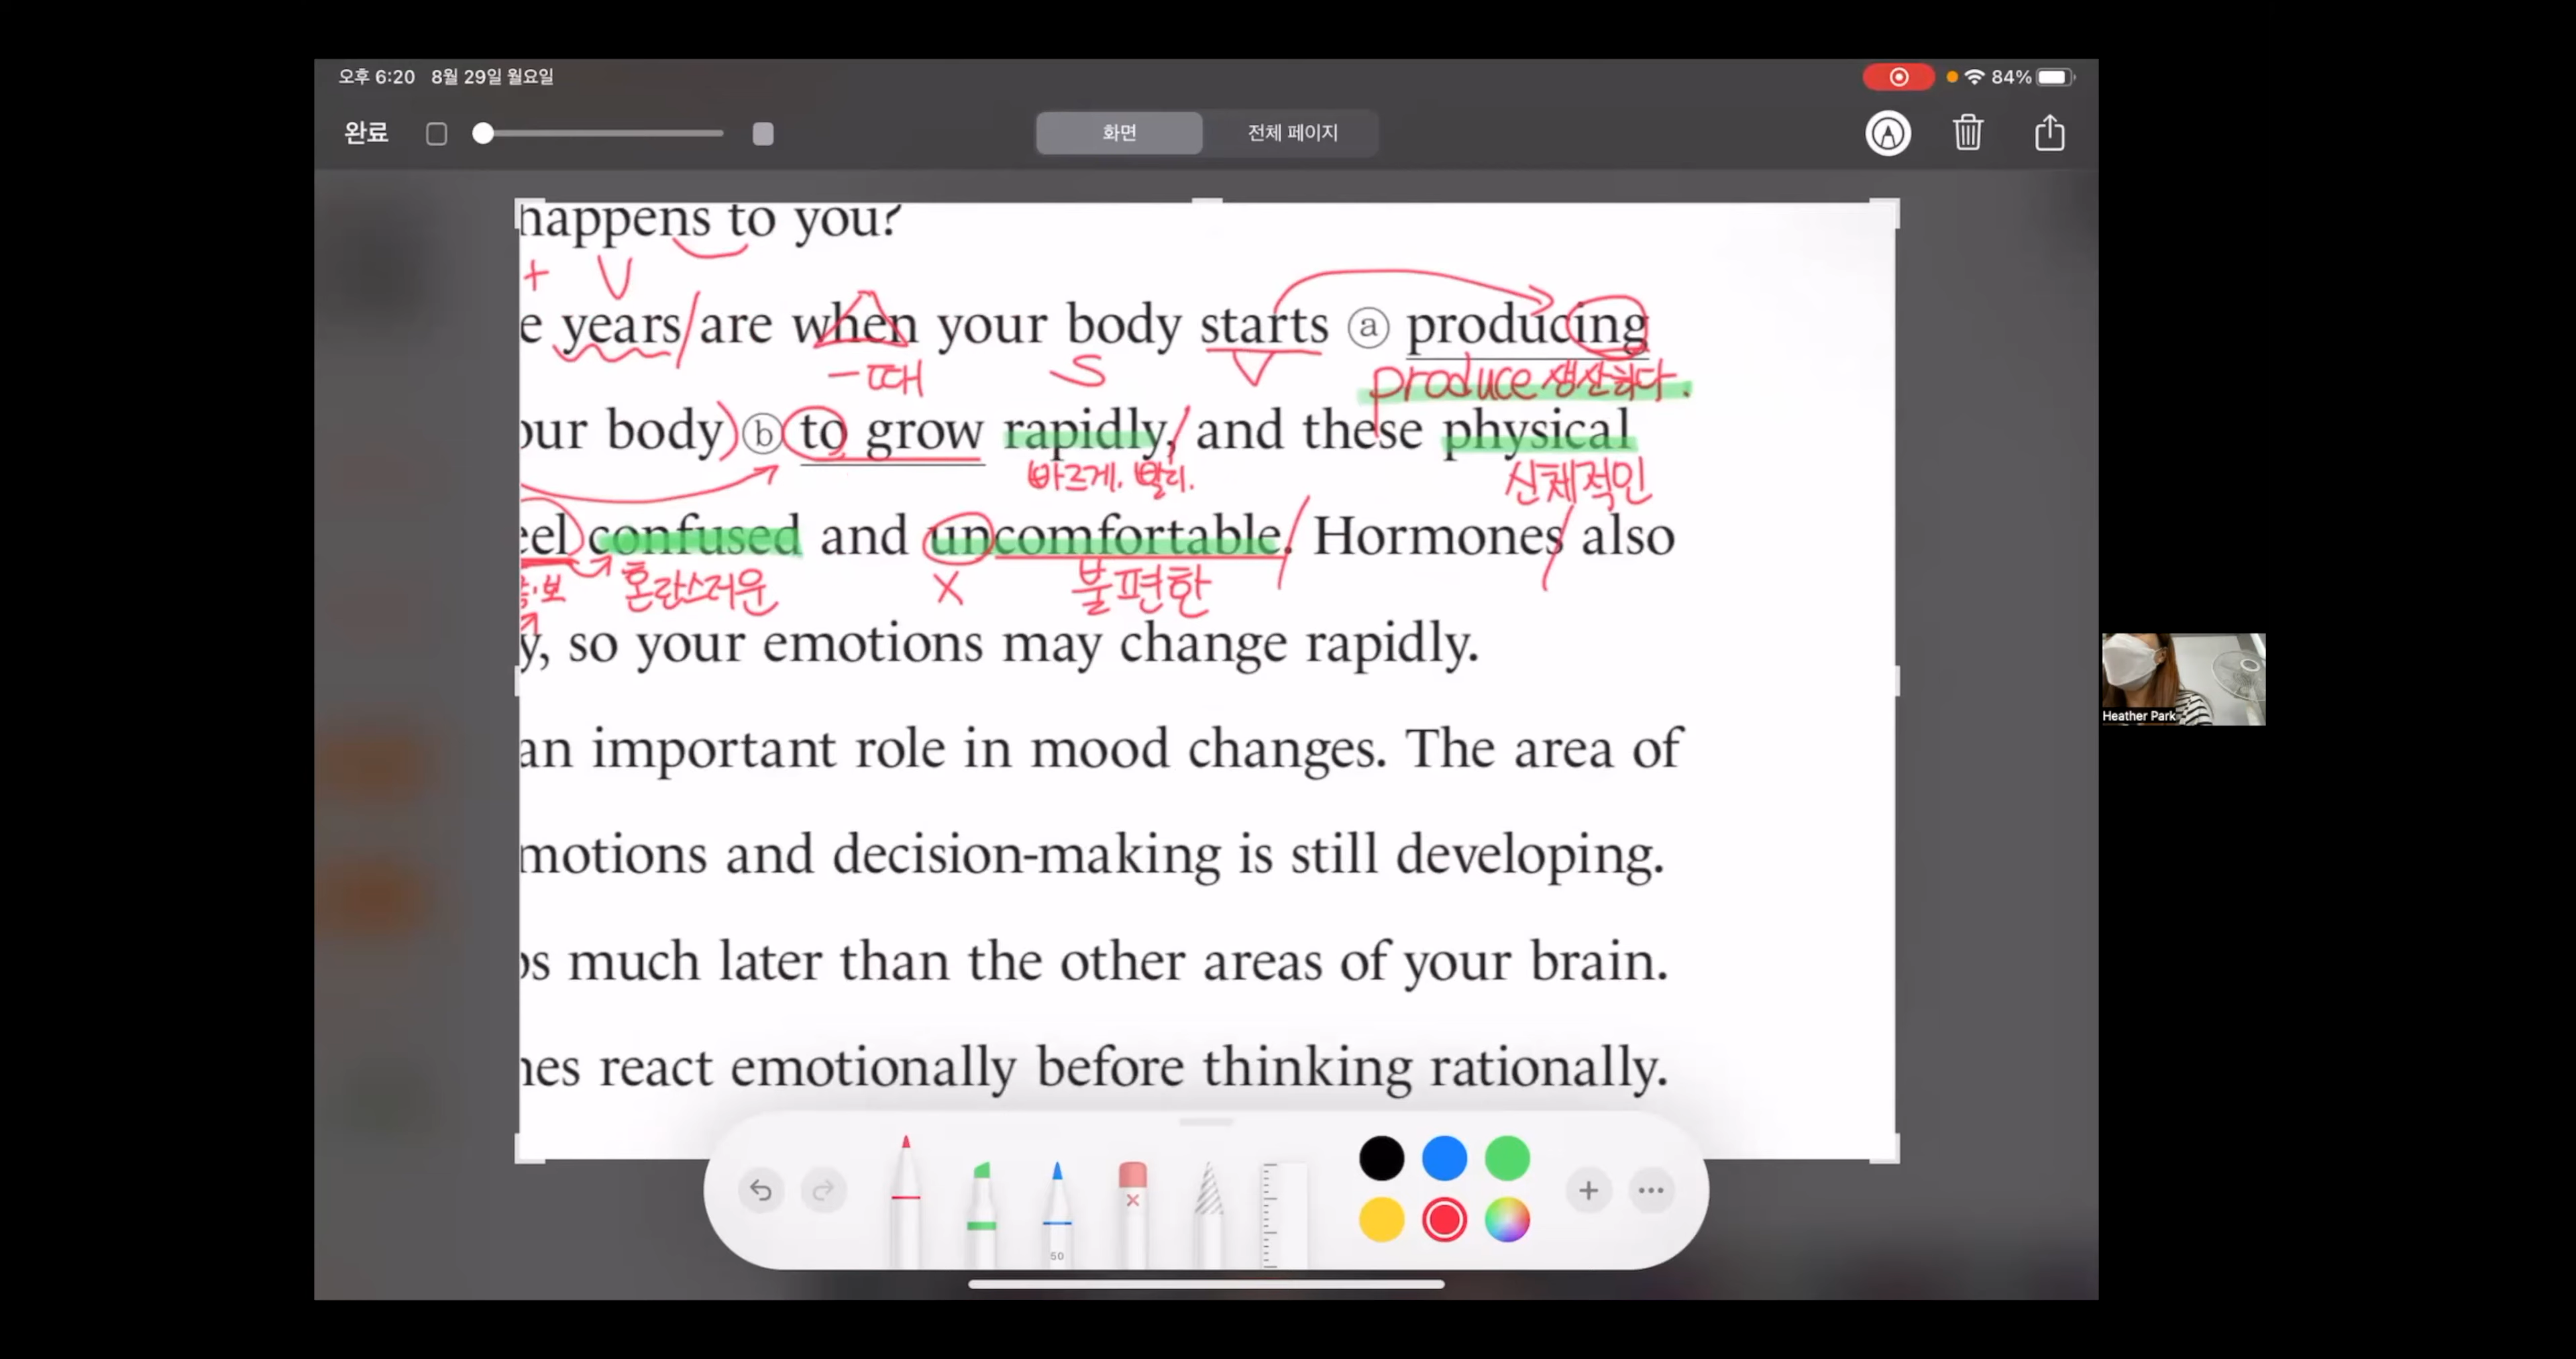 오후 6:20 8월 29일 월요일
84%
완료
화면
전체 페이지
happens to you?
+ V
e years/are when your body starts ⓐ producing
-때 S V produce 생산하다.
our body) ⓑ to grow rapidly,/ and these physical
빠르게. 빨리. 신체적인
eel confused and uncomfortable./ Hormones/ also
보 혼란스러운 X 불편한
y, so your emotions may change rapidly.
an important role in mood changes. The area of
motions and decision-making is still developing.
os much later than the other areas of your brain.
nes react emotionally before thinking rationally.
50
Heather Park